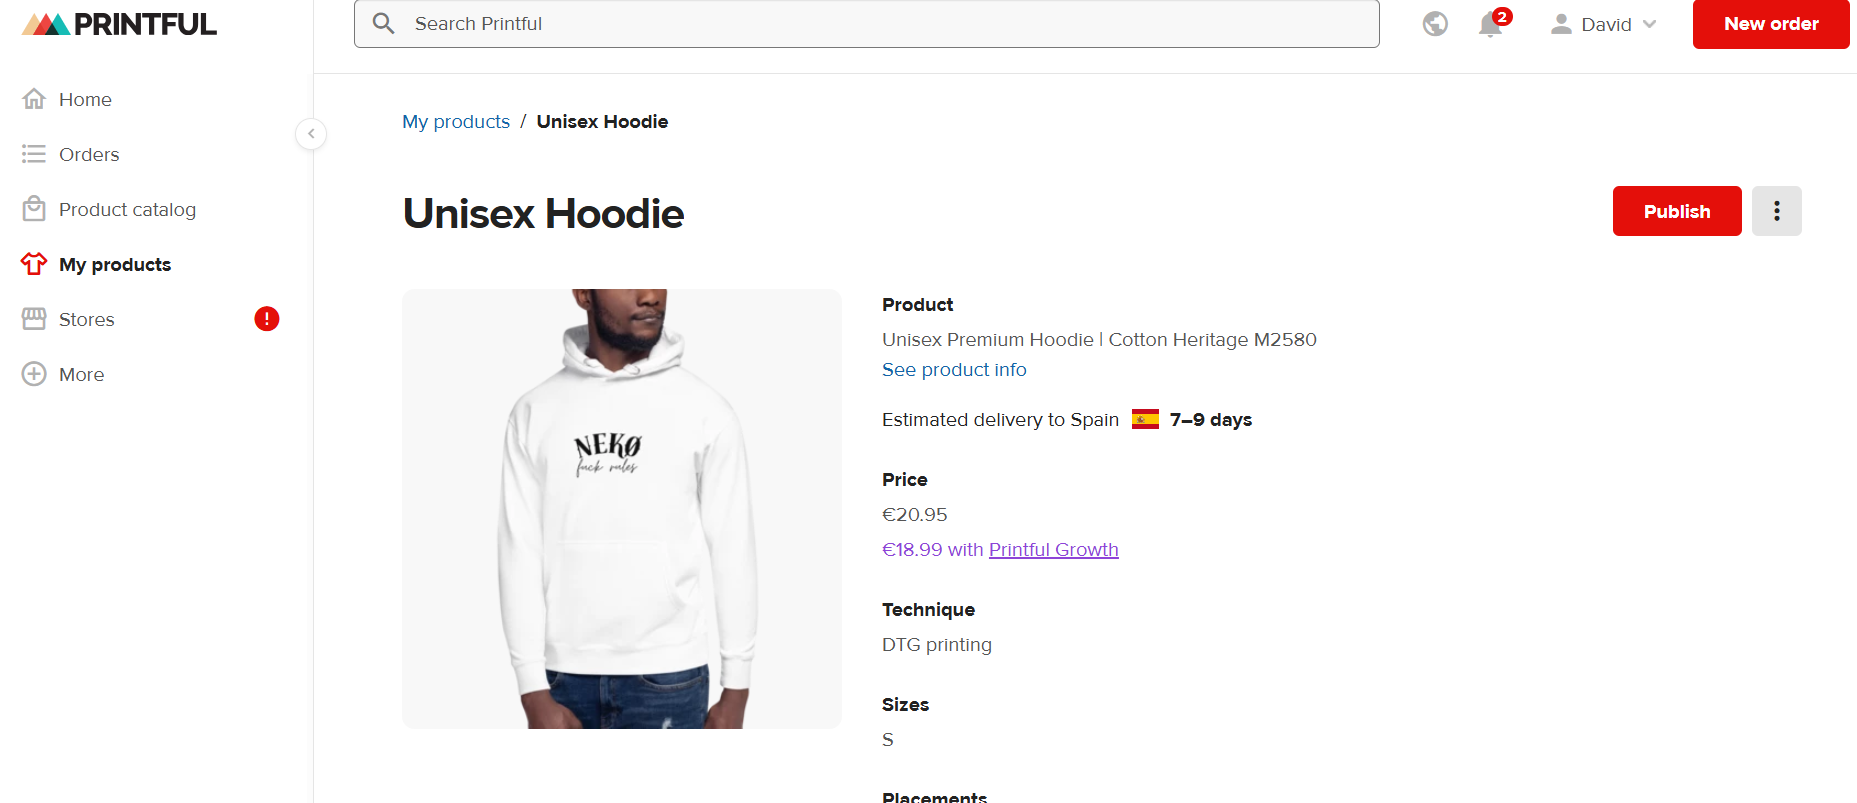 PRINTFUL
Search Printful
2
David
New order
Home
Orders
Product catalog
My products
Stores
!
More
My products / Unisex Hoodie
Unisex Hoodie
Publish
NEKØ
fuck rules
Product
Unisex Premium Hoodie | Cotton Heritage M2580
See product info
Estimated delivery to Spain 7–9 days
Price
€20.95
€18.99 with Printful Growth
Technique
DTG printing
Sizes
S
Placements